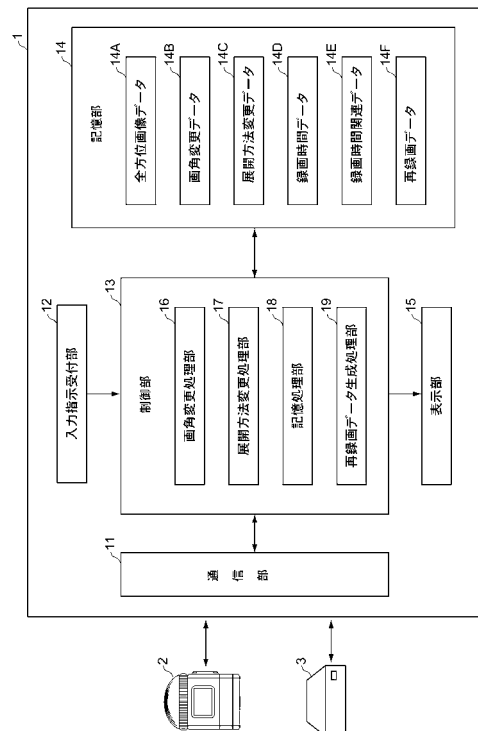 1
2
3
11
通信部
12
入力指示受付部
13
制御部
16
画角変更処理部
17
展開方法変更処理部
18
記憶処理部
19
再録画データ生成処理部
15
表示部
14
記憶部
14A
全方位画像データ
14B
画角変更データ
14C
展開方法変更データ
14D
録画時間データ
14E
録画時間関連データ
14F
再録画データ